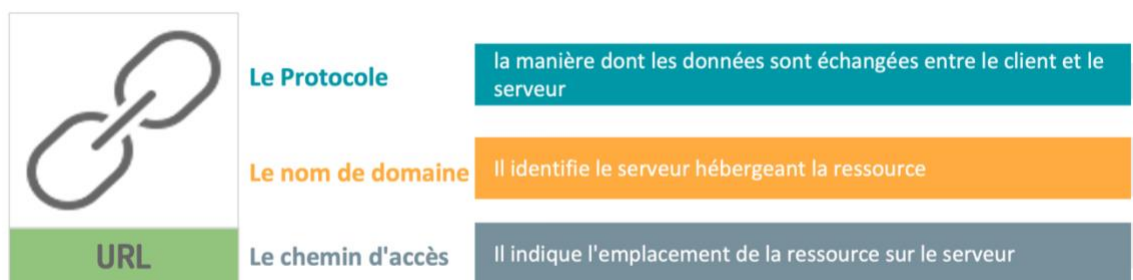 Le Protocole
la manière dont les données sont échangées entre le client et le
serveur
Le nom de domaine
Il identifie le serveur hébergeant la ressource
URL
Le chemin d'accès
Il indique l'emplacement de la ressource sur le serveur